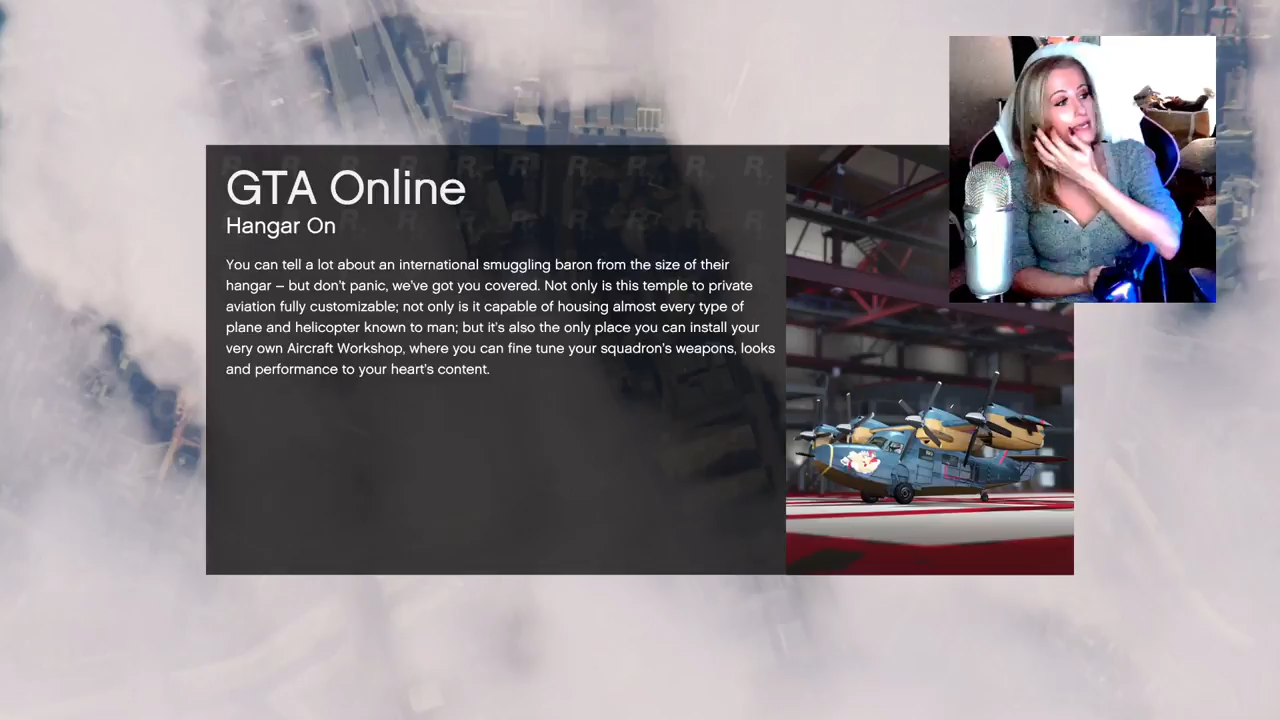 GTA Online
Hangar On
You can tell a lot about an international smuggling baron from the size of their
hangar – but don't panic, we've got you covered. Not only is this temple to private
aviation fully customizable; not only is it capable of housing almost every type of
plane and helicopter known to man; but it's also the only place you can install your
very own Aircraft Workshop, where you can fine tune your squadron's weapons, looks
and performance to your heart's content.